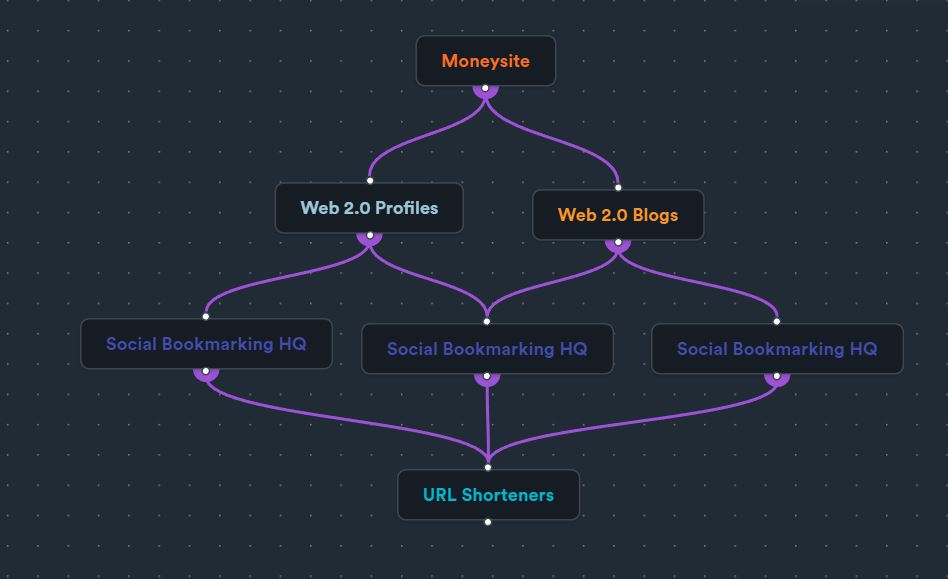 Moneysite
Web 2.0 Profiles
Web 2.0 Blogs
Social Bookmarking HQ
Social Bookmarking HQ
Social Bookmarking HQ
URL Shorteners